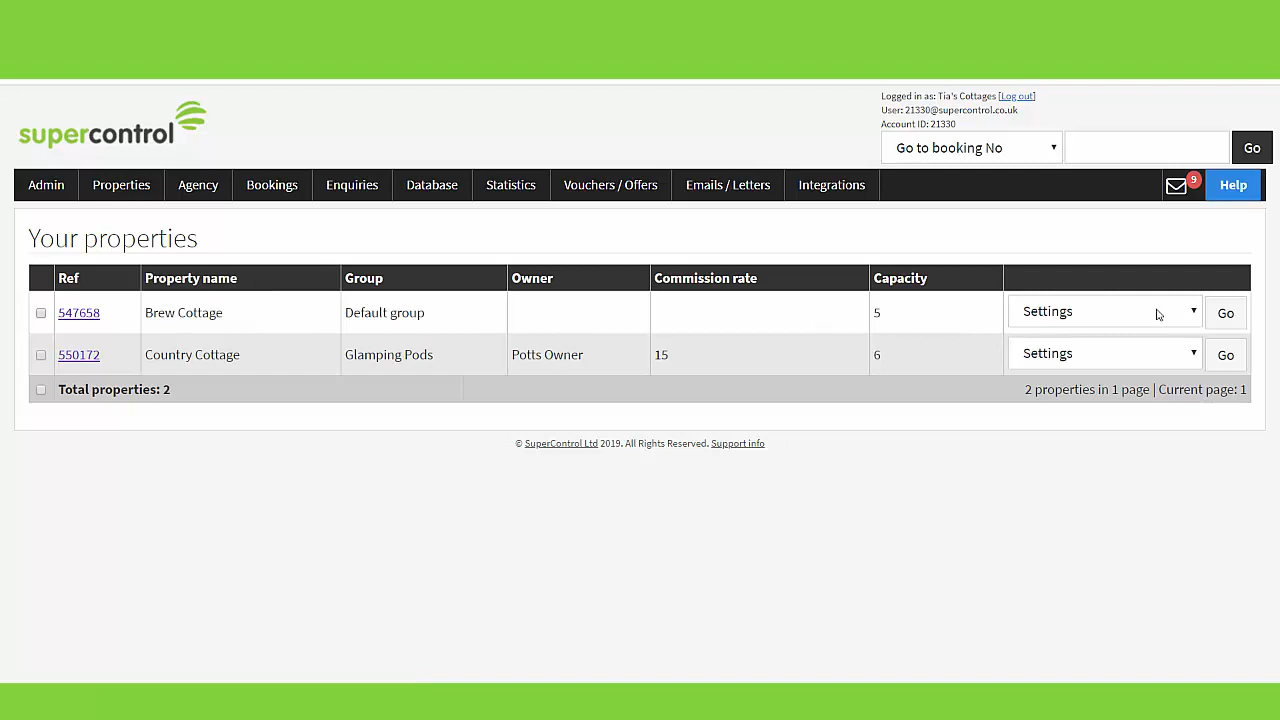 supercontrol
Logged in as: Tia's Cottages [Log out]
User: 21330@supercontrol.co.uk
Account ID: 21330
Go to booking No
Go
Admin Properties Agency Bookings Enquiries Database Statistics Vouchers / Offers Emails / Letters Integrations 9 Help
Your properties
Ref Property name Group Owner Commission rate Capacity
547658 Brew Cottage Default group 5 Settings Go
550172 Country Cottage Glamping Pods Potts Owner 15 6 Settings Go
Total properties: 2 2 properties in 1 page | Current page: 1
© SuperControl Ltd 2019. All Rights Reserved. Support info